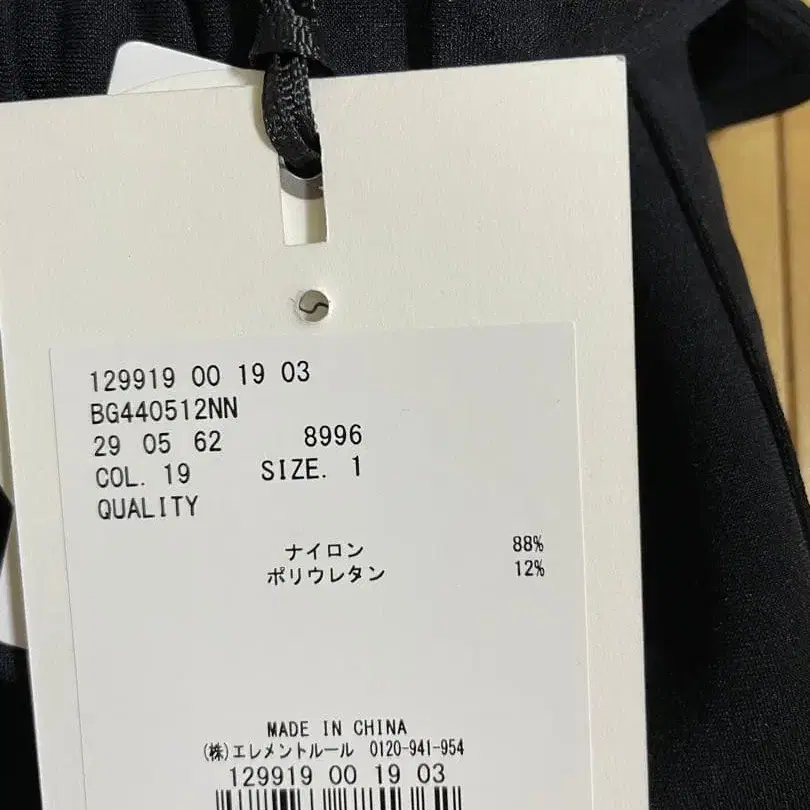 129919 00 19 03
BG440512NN
29 05 62 8996
COL. 19 SIZE. 1
QUALITY
ナイロン 88%
ポリウレタン 12%
MADE IN CHINA
(株)エレメントルール 0120-941-954
129919 00 19 03